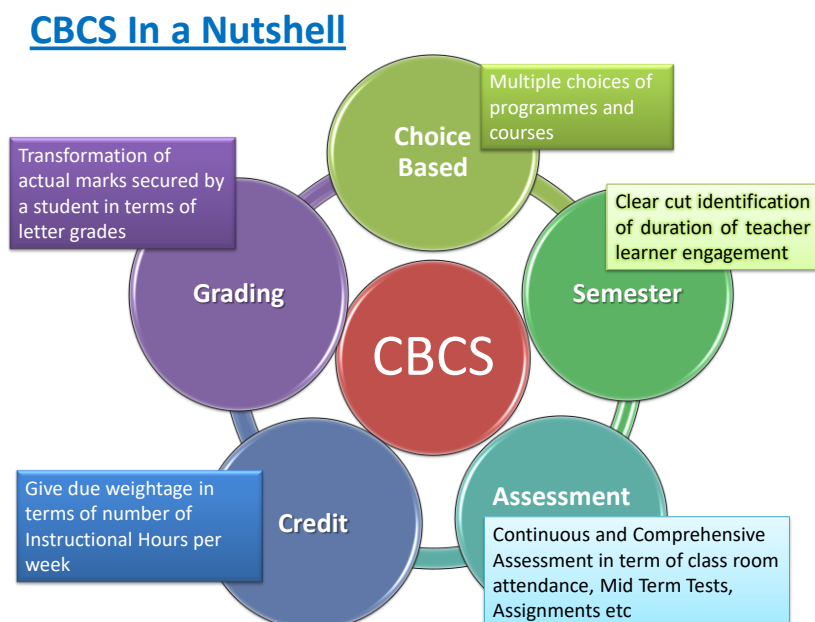 CBCS In a Nutshell
Choice
Based
Multiple choices of
programmes and
courses
Transformation of
actual marks secured by
a student in terms of
letter grades
Clear cut identification
of duration of teacher
learner engagement
Grading
Semester
CBCS
Give due weightage in
terms of number of
Instructional Hours per
week
Credit
Assessment
Continuous and Comprehensive
Assessment in term of class room
attendance, Mid Term Tests,
Assignments etc